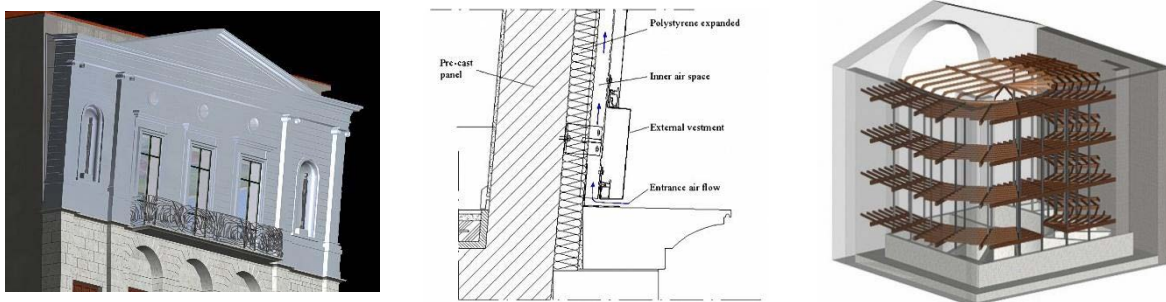 Polystyrene expanded
Pre-cast
panel
Inner air space
External vestment
Entrance air flow